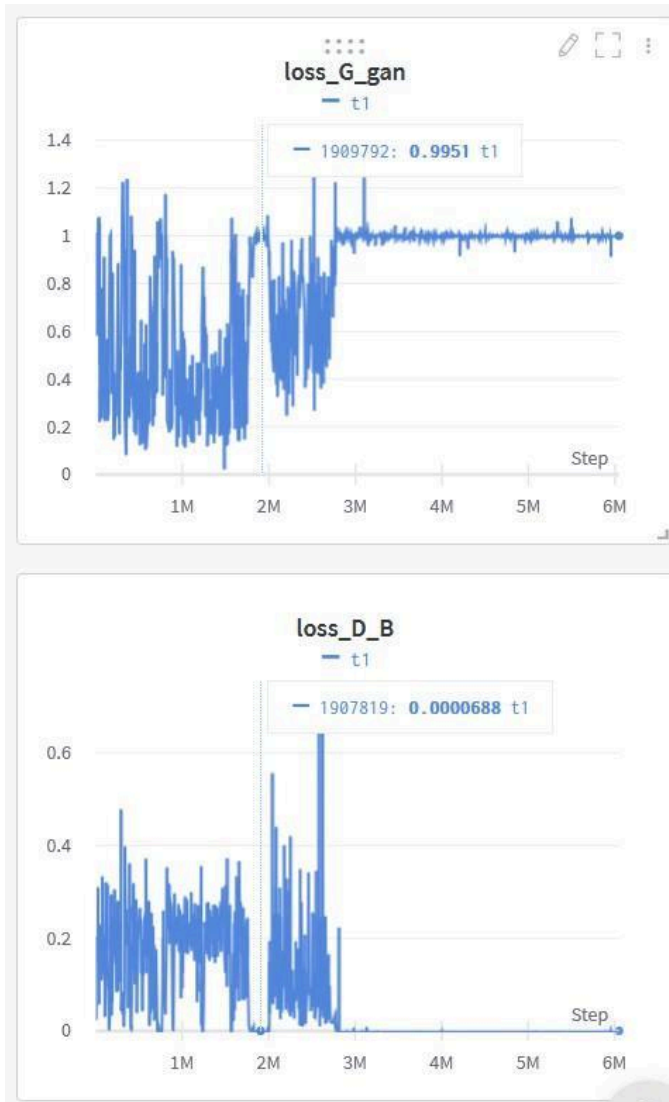 loss_G_gan
t1
1909792: 0.9951 t1
1.4
1.2
1
0.8
0.6
0.4
0.2
0
Step
1M 2M 3M 4M 5M 6M
loss_D_B
t1
1907819: 0.0000688 t1
0.6
0.4
0.2
0
Step
1M 2M 3M 4M 5M 6M